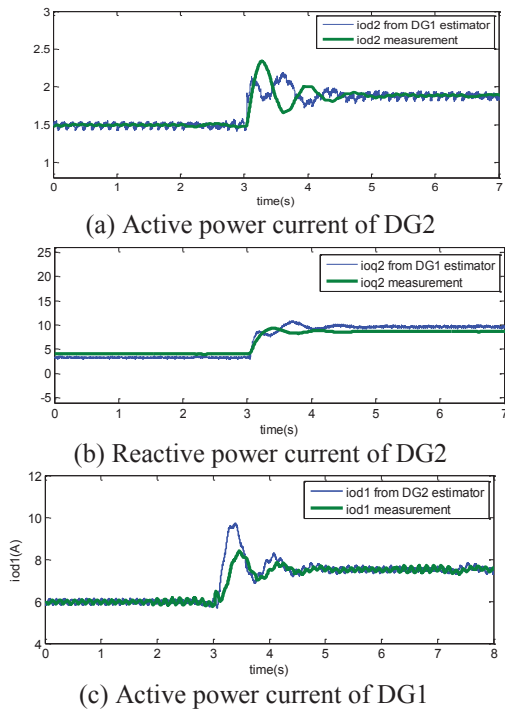 3
iod2 from DG1 estimator
iod2 measurement
2.5
2
1.5
1
0 1 2 3 4 5 6 7
time(s)
(a) Active power current of DG2
25
ioq2 from DG1 estimator
ioq2 measurement
20
15
10
5
0
-5
0 1 2 3 4 5 6 7
time(s)
(b) Reactive power current of DG2
12
iod1 from DG2 estimator
iod1 measurement
10
iod1(A)
8
6
4
0 1 2 3 4 5 6 7 8
time(s)
(c) Active power current of DG1